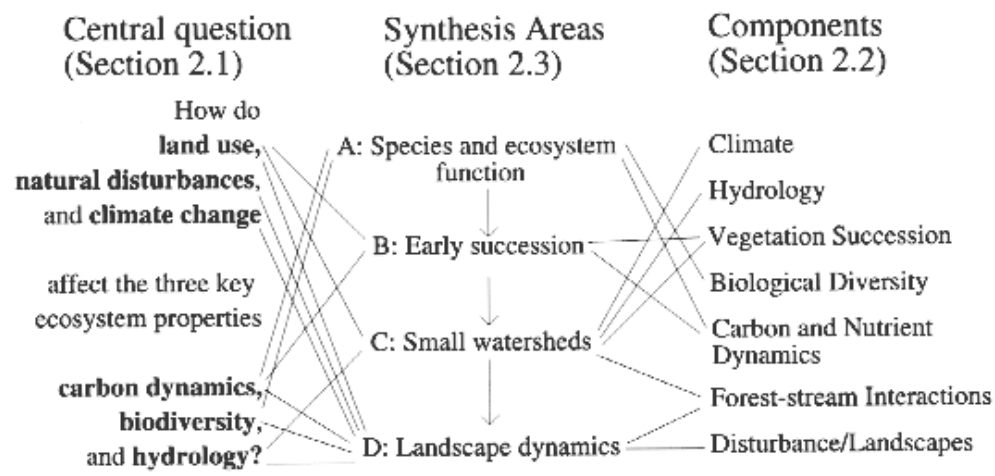 Central question
(Section 2.1)
How do
land use,
natural disturbances,
and climate change
affect the three key
ecosystem properties
carbon dynamics,
biodiversity,
and hydrology?
Synthesis Areas
(Section 2.3)
A: Species and ecosystem
function
B: Early succession
C: Small watersheds
D: Landscape dynamics
Components
(Section 2.2)
Climate
Hydrology
Vegetation Succession
Biological Diversity
Carbon and Nutrient
Dynamics
Forest-stream Interactions
Disturbance/Landscapes